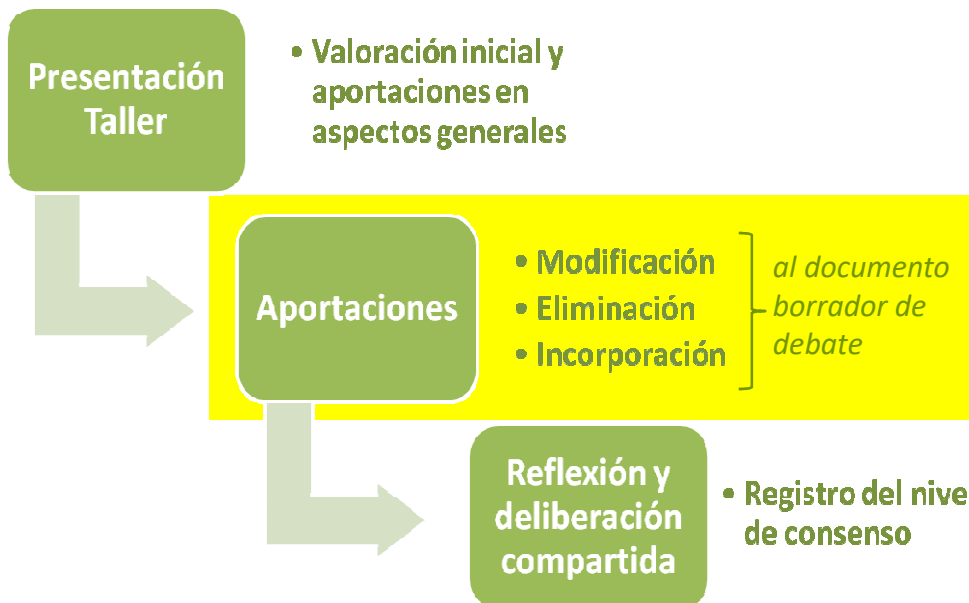 Presentación
Taller
• Valoración inicial y
aportaciones en
aspectos generales
Aportaciones
• Modificación
• Eliminación
• Incorporación
al documento
borrador de
debate
Reflexión y
deliberación
compartida
• Registro del nive
de consenso